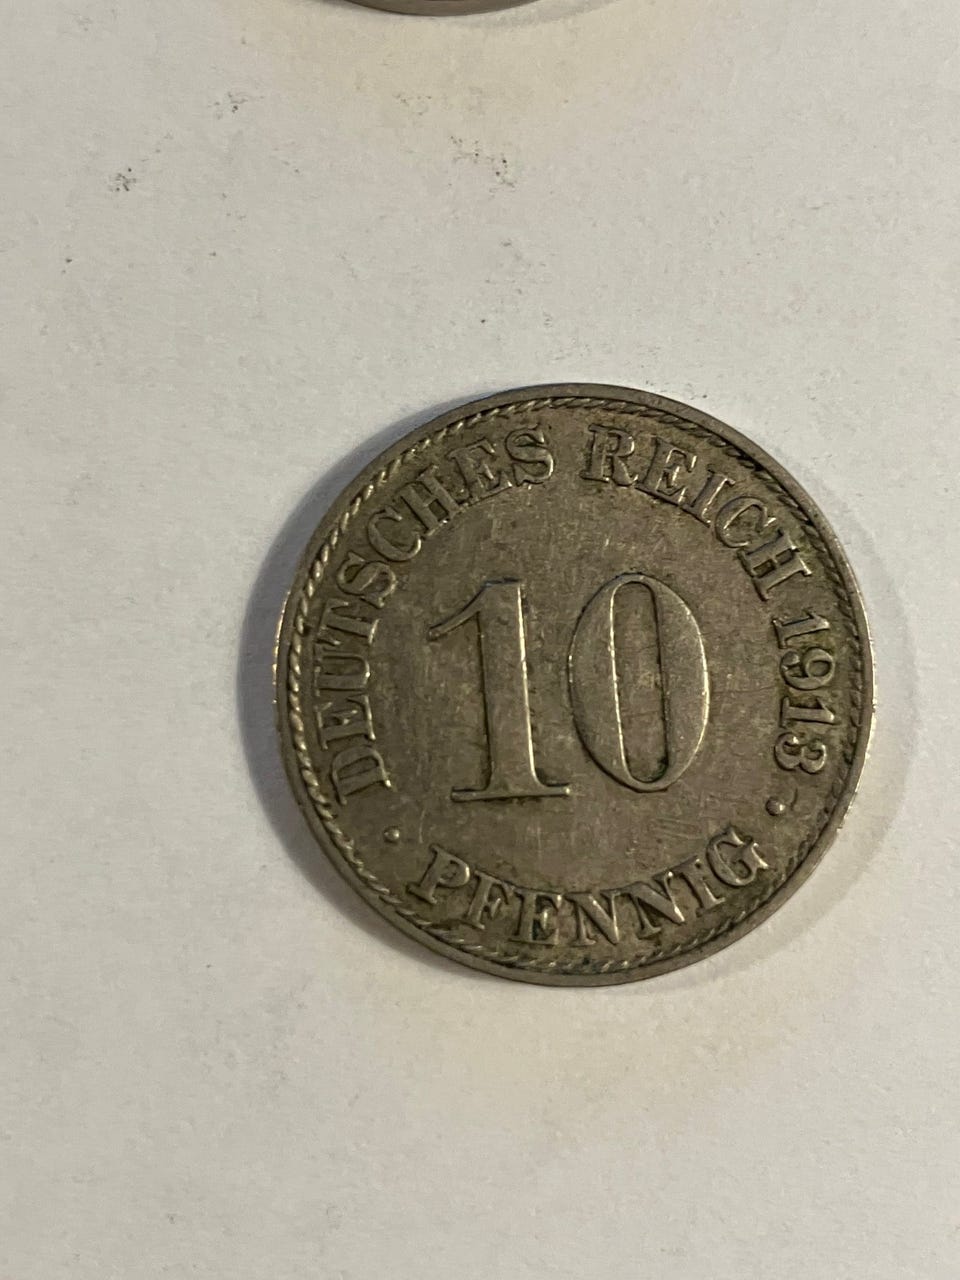 DEUTSCHES REICH 1913
10
· PFENNIG ·